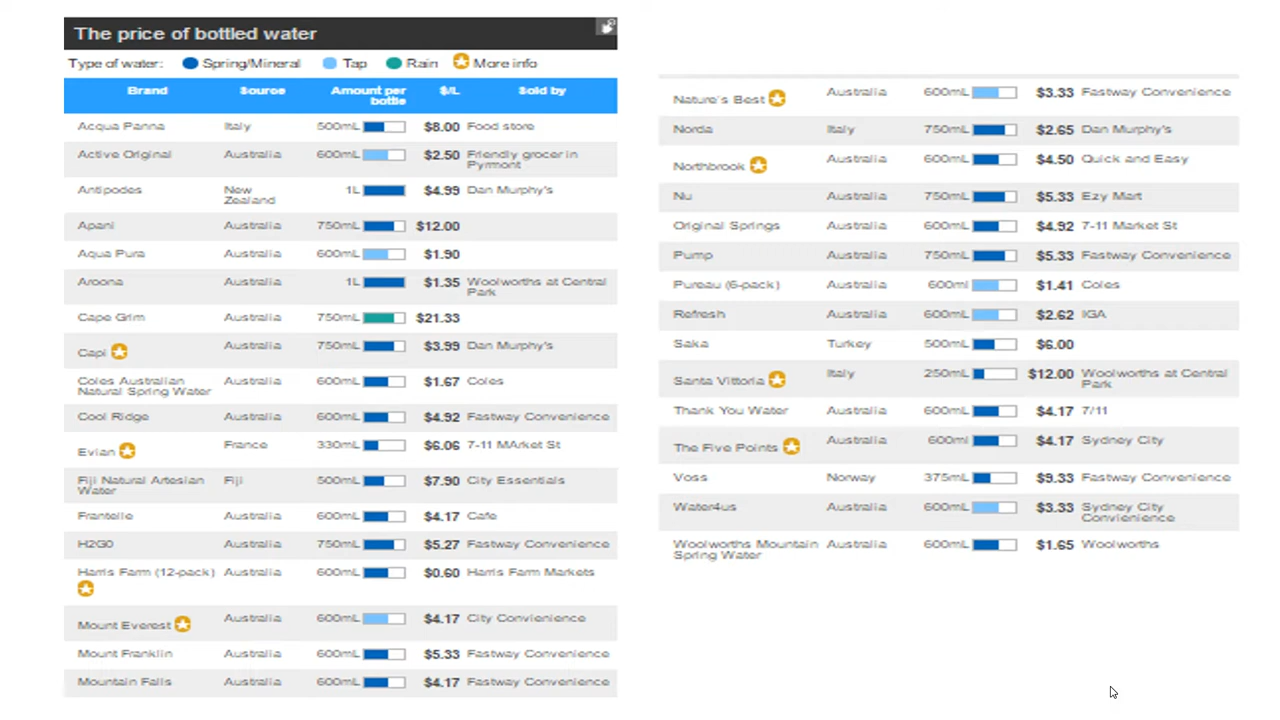 The price of bottled water
Type of water: Spring/Mineral Tap Rain More info
Brand Source Amount per bottle $/L Sold by
Acqua Panna Italy 500mL $8.00 Food store
Active Original Australia 600mL $2.50 Friendly grocer in
Pyrmont
Antipodes New 1L $4.99 Dan Murphy's
Zealand
Apani Australia 750mL $12.00
Aqua Pura Australia 600mL $1.90
Aroona Australia 1L $1.35 Woolworths at Central
Park
Cape Grim Australia 750mL $21.33
Capi Australia 750mL $3.99 Dan Murphy's
Coles Australian Australia 600mL $1.67 Coles
Natural Spring Water
Cool Ridge Australia 600mL $4.92 Fastway Convenience
Evian France 330mL $6.06 7-11 MArket St
Fiji Natural Artesian Fiji 500mL $7.90 City Essentials
Water
Frantelle Australia 600mL $4.17 Cafe
H2G0 Australia 750mL $5.27 Fastway Convenience
Harris Farm (12-pack) Australia 600mL $0.60 Harris Farm Markets
Mount Everest Australia 600mL $4.17 City Convienience
Mount Franklin Australia 600mL $5.33 Fastway Convenience
Mountain Falls Australia 600mL $4.17 Fastway Convenience
Nature's Best Australia 600mL $3.33 Fastway Convenience
Norda Italy 750mL $2.65 Dan Murphy's
Northbrook Australia 600mL $4.50 Quick and Easy
Nu Australia 750mL $5.33 Ezy Mart
Original Springs Australia 600mL $4.92 7-11 Market St
Pump Australia 750mL $5.33 Fastway Convenience
Pureau (6-pack) Australia 600ml $1.41 Coles
Refresh Australia 600mL $2.62 IGA
Saka Turkey 500mL $6.00
Santa Vittoria Italy 250mL $12.00 Woolworths at Central
Park
Thank You Water Australia 600mL $4.17 7/11
The Five Points Australia 600ml $4.17 Sydney City
Voss Norway 375mL $9.33 Fastway Convenience
Water4us Australia 600mL $3.33 Sydney City
Convienience
Woolworths Mountain Australia 600mL $1.65 Woolworths
Spring Water